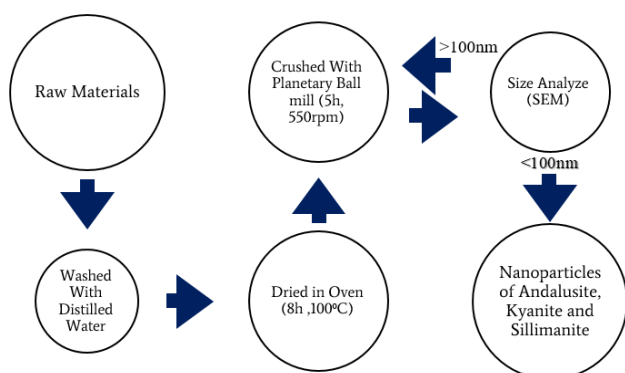 Raw Materials
Washed
With
Distilled
Water
Dried in Oven
(8h ,100ºC)
Crushed With
Planetary Ball
mill (5h,
550rpm)
>100nm
Size Analyze
(SEM)
<100nm
Nanoparticles
of Andalusite,
Kyanite and
Sillimanite